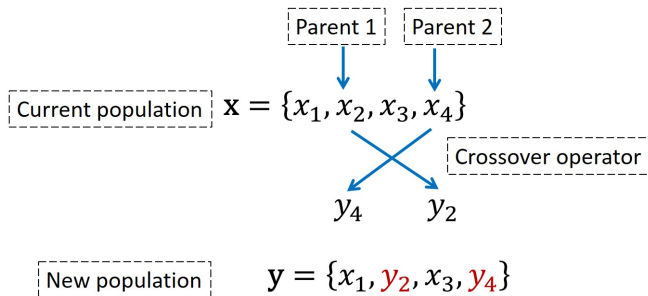 Parent 1 Parent 2
Current population 𝐱 = {x₁, x₂, x₃, x₄}
Crossover operator
y₄ y₂
New population 𝐲 = {x₁, y₂, x₃, y₄}